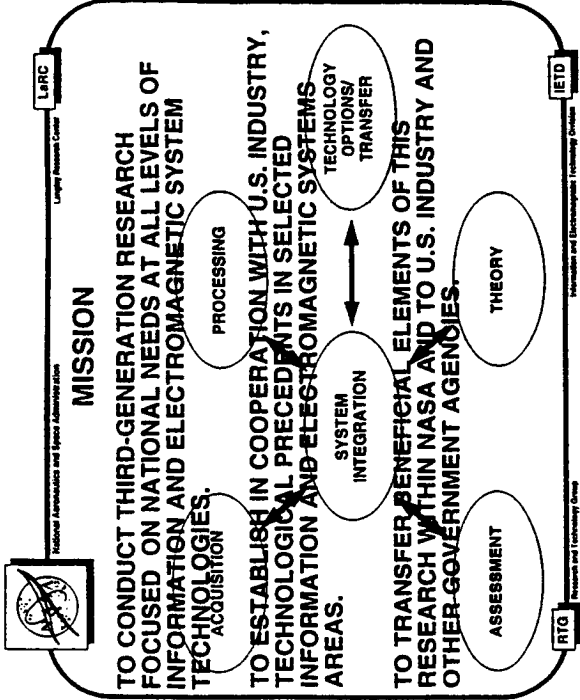 National Aeronautics and Space Administration
Langley Research Center
LaRC
MISSION
TO CONDUCT THIRD-GENERATION RESEARCH
FOCUSED ON NATIONAL NEEDS AT ALL LEVELS OF
INFORMATION AND ELECTROMAGNETIC SYSTEM
TECHNOLOGIES.
TO ESTABLISH IN COOPERATION WITH U.S. INDUSTRY,
TECHNOLOGICAL PRECEDENTS IN SELECTED
INFORMATION AND ELECTROMAGNETIC SYSTEMS
AREAS.
TO TRANSFER BENEFICIAL ELEMENTS OF THIS
RESEARCH WITHIN NASA AND TO U.S. INDUSTRY AND
OTHER GOVERNMENT AGENCIES.
ACQUISITION
PROCESSING
SYSTEM
INTEGRATION
TECHNOLOGY
OPTIONS/
TRANSFER
ASSESSMENT
THEORY
RTG
Research and Technology Group
Information and Electromagnetic Technology Division
IETD